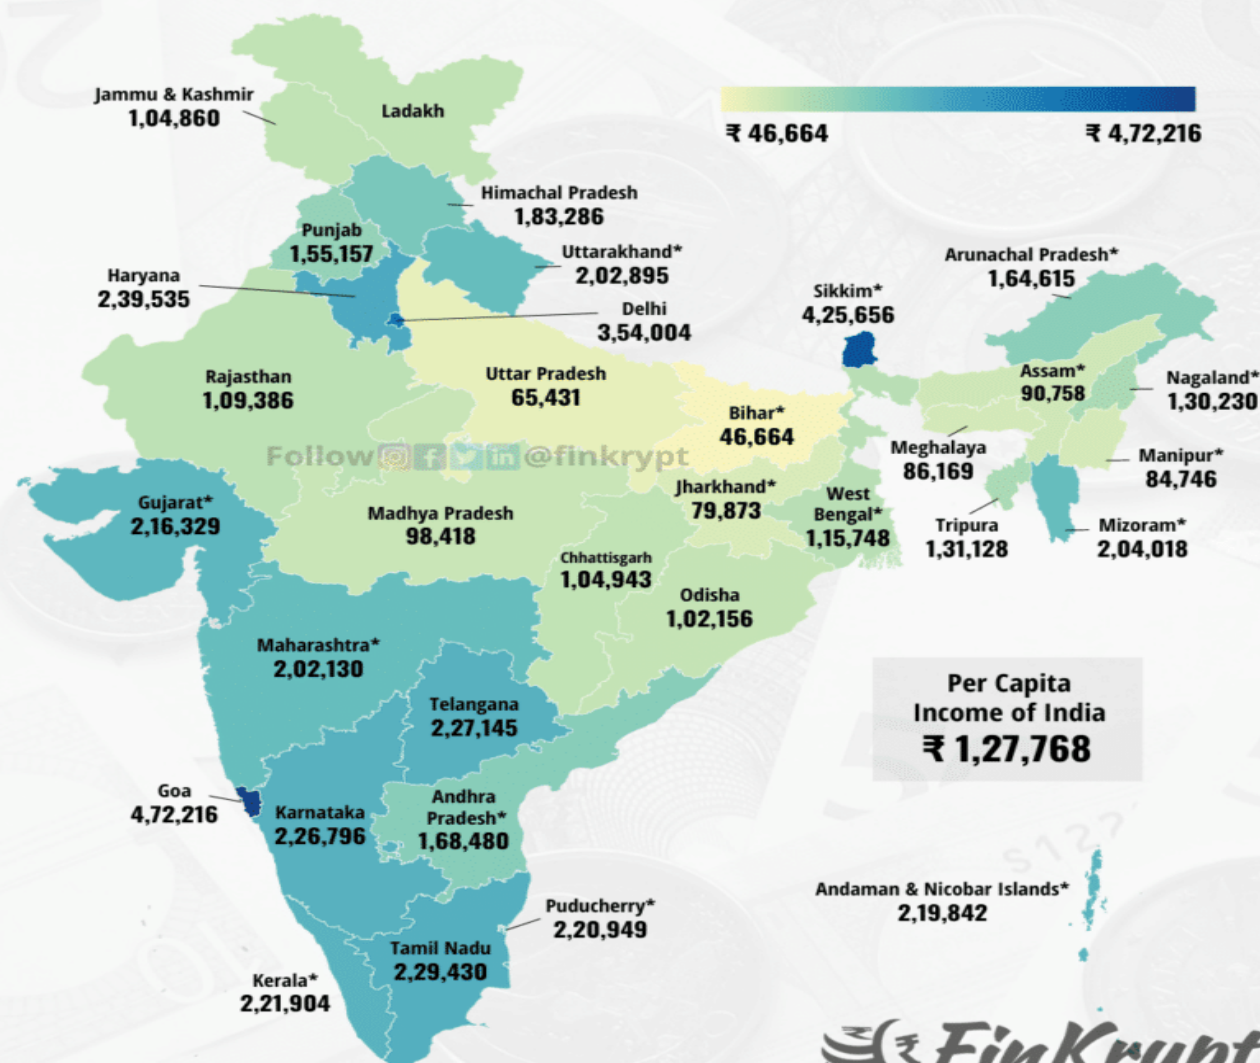 Jammu & Kashmir
1,04,860
Ladakh
₹ 46,664
₹ 4,72,216
Himachal Pradesh
1,83,286
Punjab
1,55,157
Uttarakhand*
2,02,895
Haryana
2,39,535
Delhi
3,54,004
Arunachal Pradesh*
1,64,615
Sikkim*
4,25,656
Rajasthan
1,09,386
Uttar Pradesh
65,431
Bihar*
46,664
Assam*
90,758
Nagaland*
1,30,230
Follow @finkrypt
Meghalaya
86,169
Manipur*
84,746
Gujarat*
2,16,329
Madhya Pradesh
98,418
Jharkhand*
79,873
West
Bengal*
1,15,748
Tripura
1,31,128
Mizoram*
2,04,018
Chhattisgarh
1,04,943
Odisha
1,02,156
Maharashtra*
2,02,130
Telangana
2,27,145
Per Capita
Income of India
₹ 1,27,768
Goa
4,72,216
Karnataka
2,26,796
Andhra
Pradesh*
1,68,480
Andaman & Nicobar Islands*
2,19,842
Puducherry*
2,20,949
Tamil Nadu
2,29,430
Kerala*
2,21,904
FinKrypt